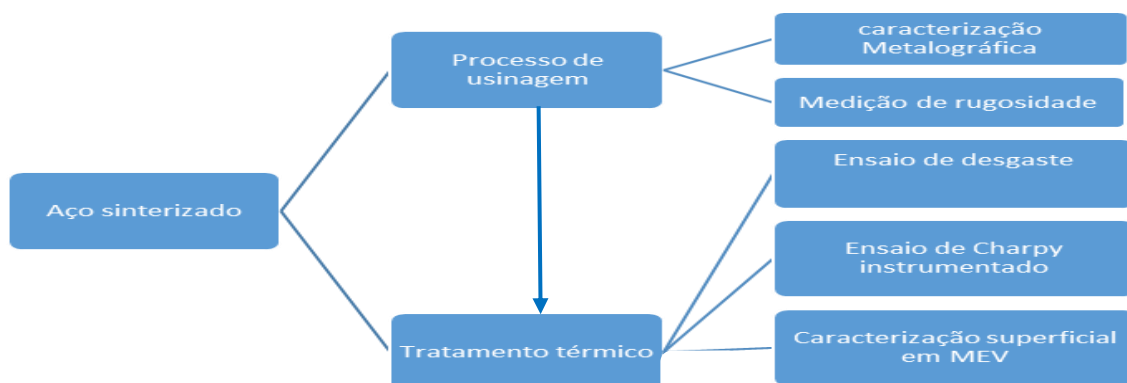 Aço sinterizado
Processo de
usinagem
Tratamento térmico
caracterização
Metalográfica
Medição de rugosidade
Ensaio de desgaste
Ensaio de Charpy
instrumentado
Caracterização superficial
em MEV